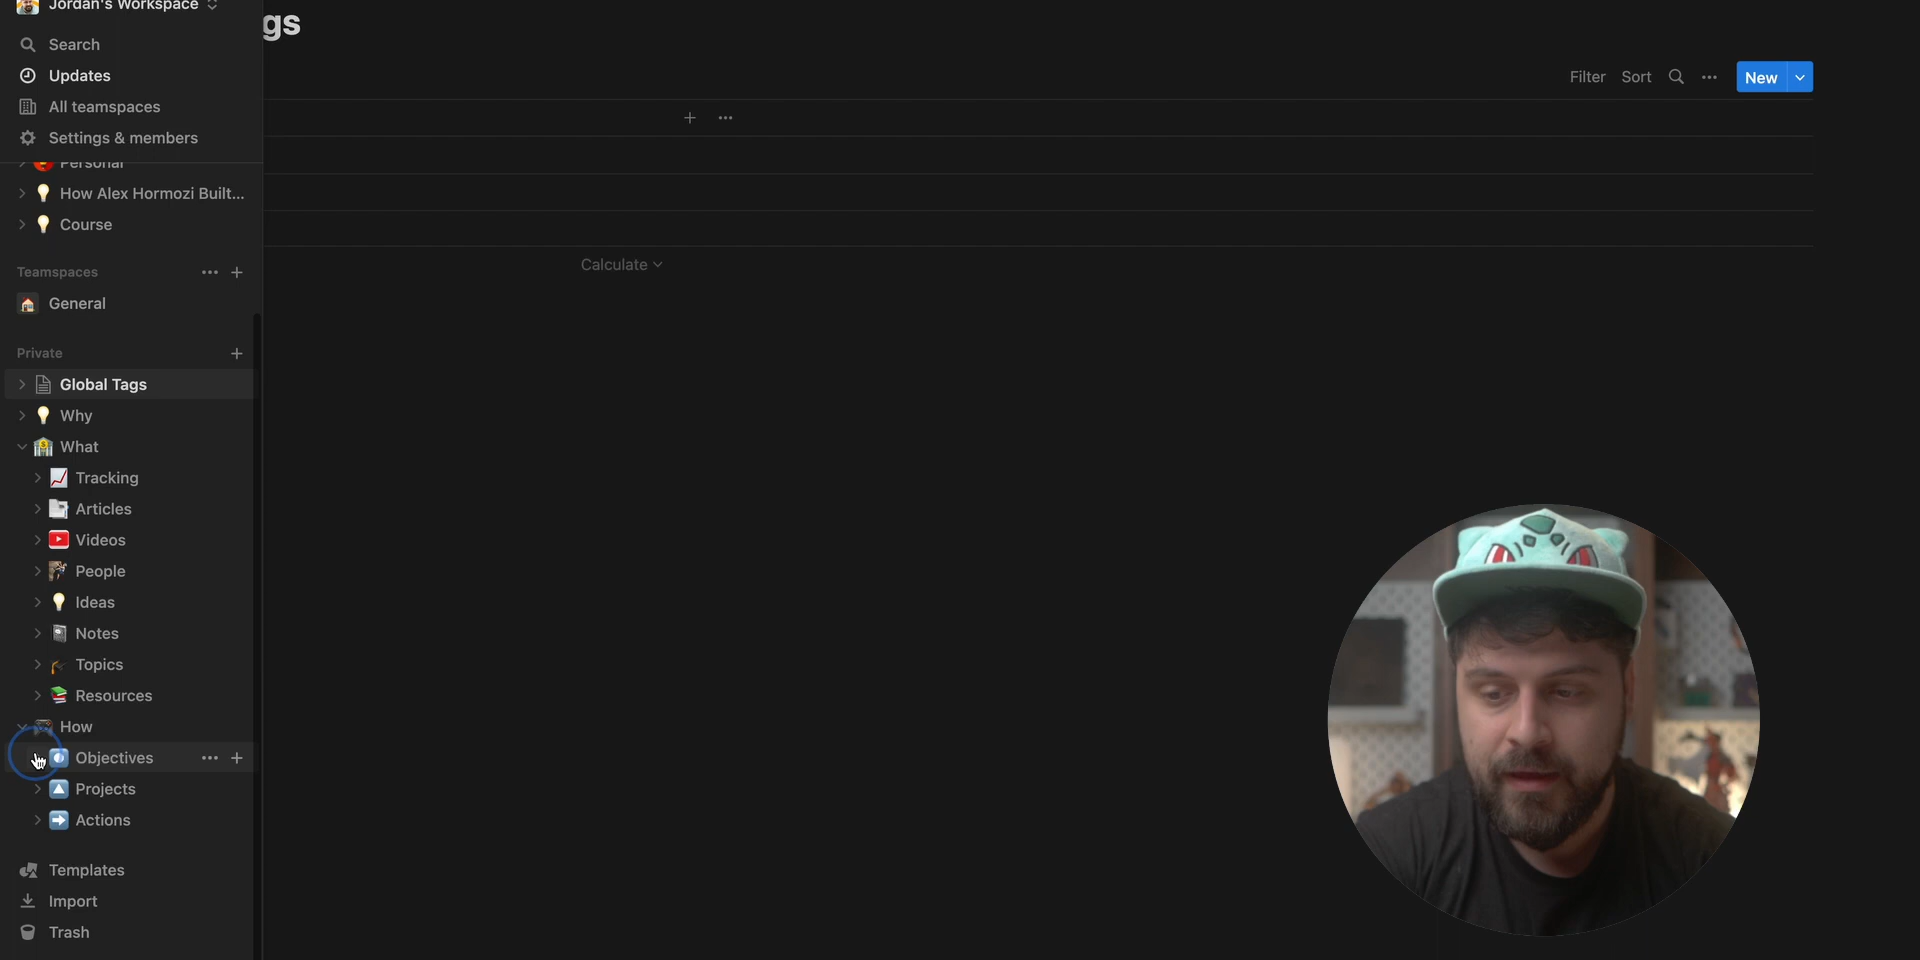 Jordan's Workspace
gs
Search
Updates
All teamspaces
Settings & members
Filter
Sort
New
Personal
How Alex Hormozi Built...
Course
Calculate
Teamspaces
General
Private
Global Tags
Why
What
Tracking
Articles
Videos
People
Ideas
Notes
Topics
Resources
How
Objectives
Projects
Actions
Templates
Import
Trash